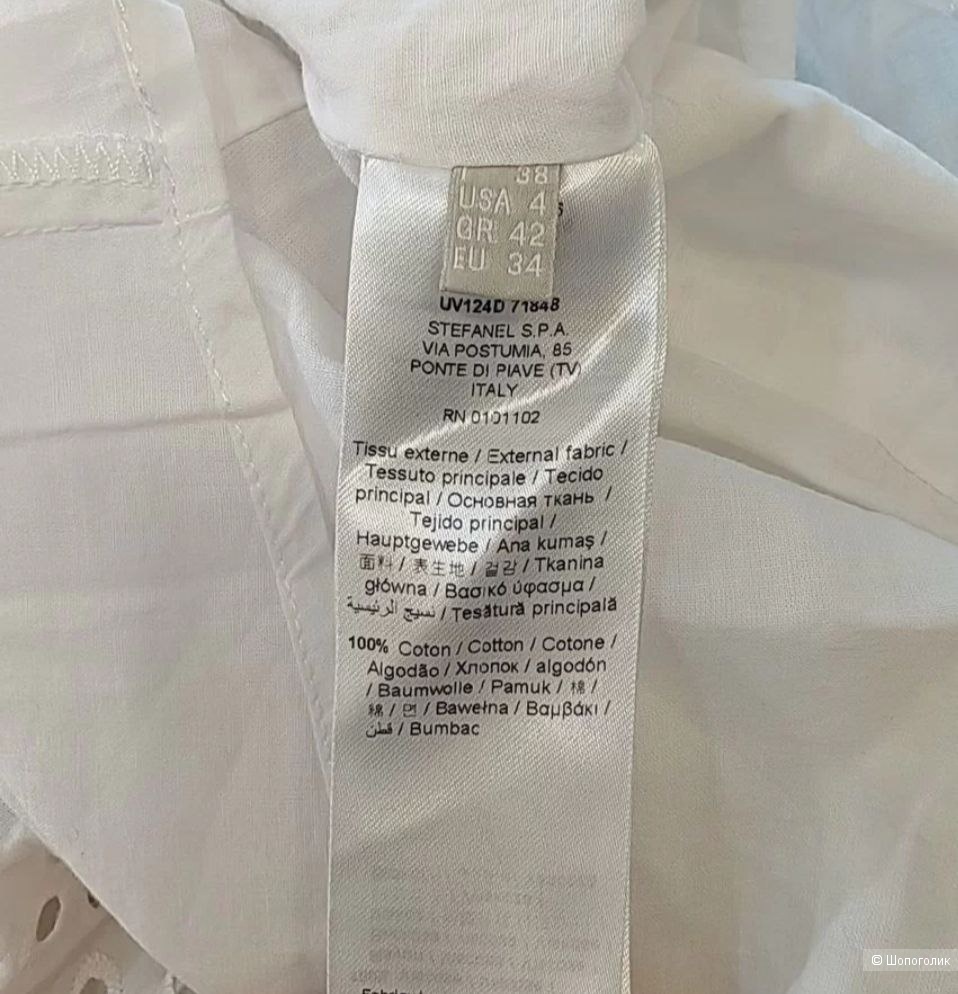 38
USA 4
GR 42
EU 34
UV124D 71848
STEFANEL S.P.A.
VIA POSTUMIA, 85
PONTE DI PIAVE (TV)
ITALY
RN 0101102
Tissu externe / External fabric /
Tessuto principale / Tecido
principal / Основная ткань /
Tejido principal /
Hauptgewebe / Ana kumaş /
面料 / 表生地 / 겉감 / Tkanina
główna / Βασικό ύφασμα /
نسيج الرئيسية / Țesătură principală
100% Coton / Cotton / Cotone /
Algodão / Хлопок / algodón
/ Baumwolle / Pamuk / 棉 /
綿 / 면 / Bawełna / Βαμβάκι /
قطن / Bumbac
© Шопоголик